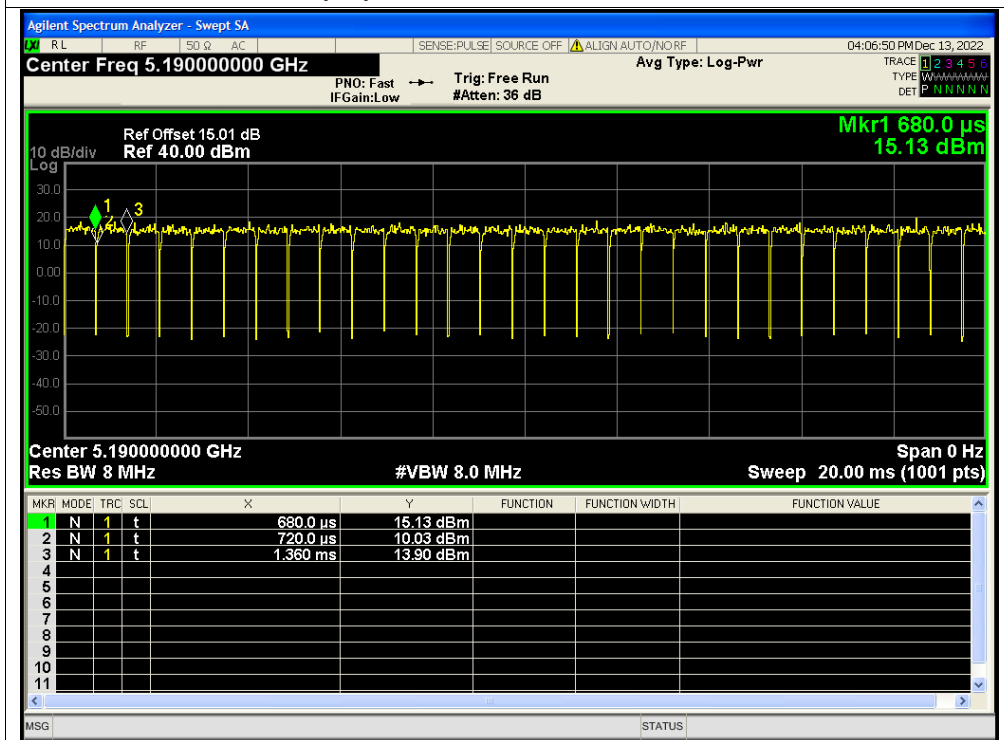 Agilent Spectrum Analyzer - Swept SA
LXI RL RF 50 Ω AC SENSE:PULSE SOURCE OFF ALIGN AUTO/NO RF 04:06:50 PM Dec 13, 2022
Center Freq 5.190000000 GHz Avg Type: Log-Pwr TRACE 1 2 3 4 5 6
PNO: Fast Trig: Free Run TYPE WWWWWW
IFGain:Low #Atten: 36 dB DET P N N N N N
Mkr1 680.0 µs
Ref Offset 15.01 dB
10 dB/div Ref 40.00 dBm 15.13 dBm
Log
30.0
20.0
10.0
0.00
-10.0
-20.0
-30.0
-40.0
-50.0
1
2
3
Center 5.190000000 GHz Span 0 Hz
Res BW 8 MHz #VBW 8.0 MHz Sweep 20.00 ms (1001 pts)
MKR MODE TRC SCL X Y FUNCTION FUNCTION WIDTH FUNCTION VALUE
1 N 1 t 680.0 µs 15.13 dBm
2 N 1 t 720.0 µs 10.03 dBm
3 N 1 t 1.360 ms 13.90 dBm
4
5
6
7
8
9
10
11
MSG STATUS